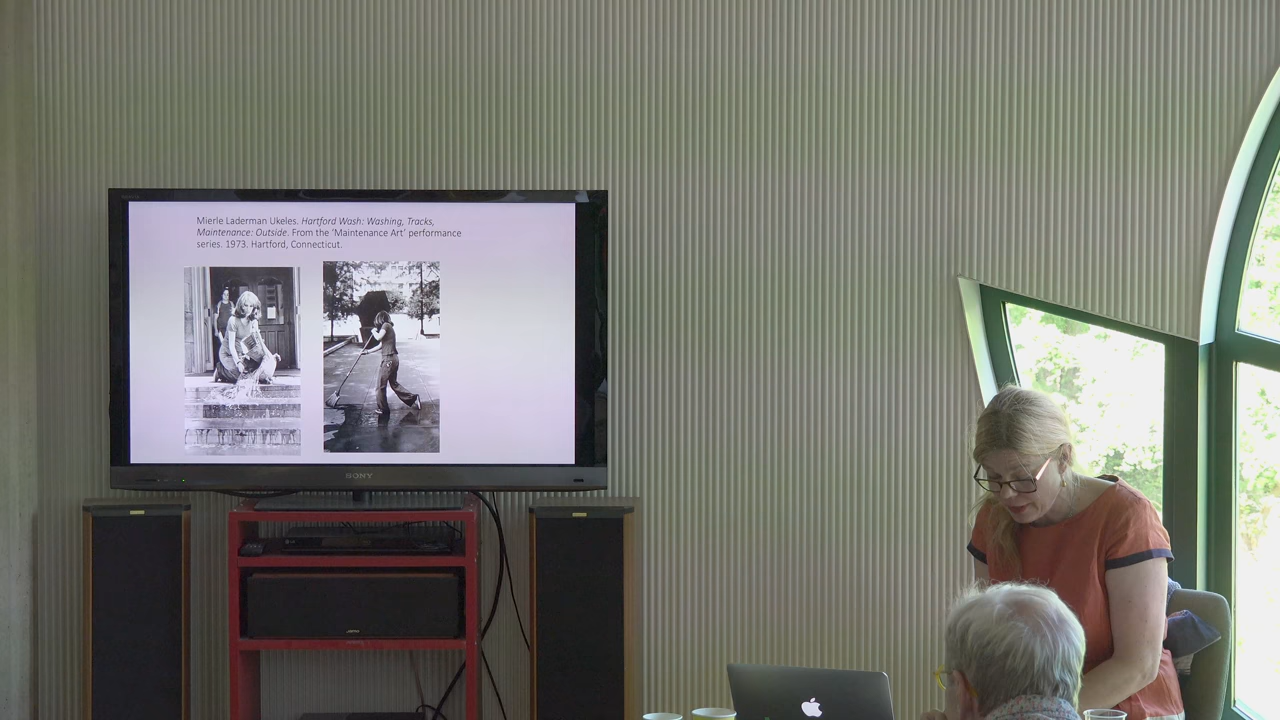 Mierle Laderman Ukeles. Hartford Wash: Washing, Tracks,
Maintenance: Outside. From the ‘Maintenance Art’ performance
series. 1973. Hartford, Connecticut.
SONY